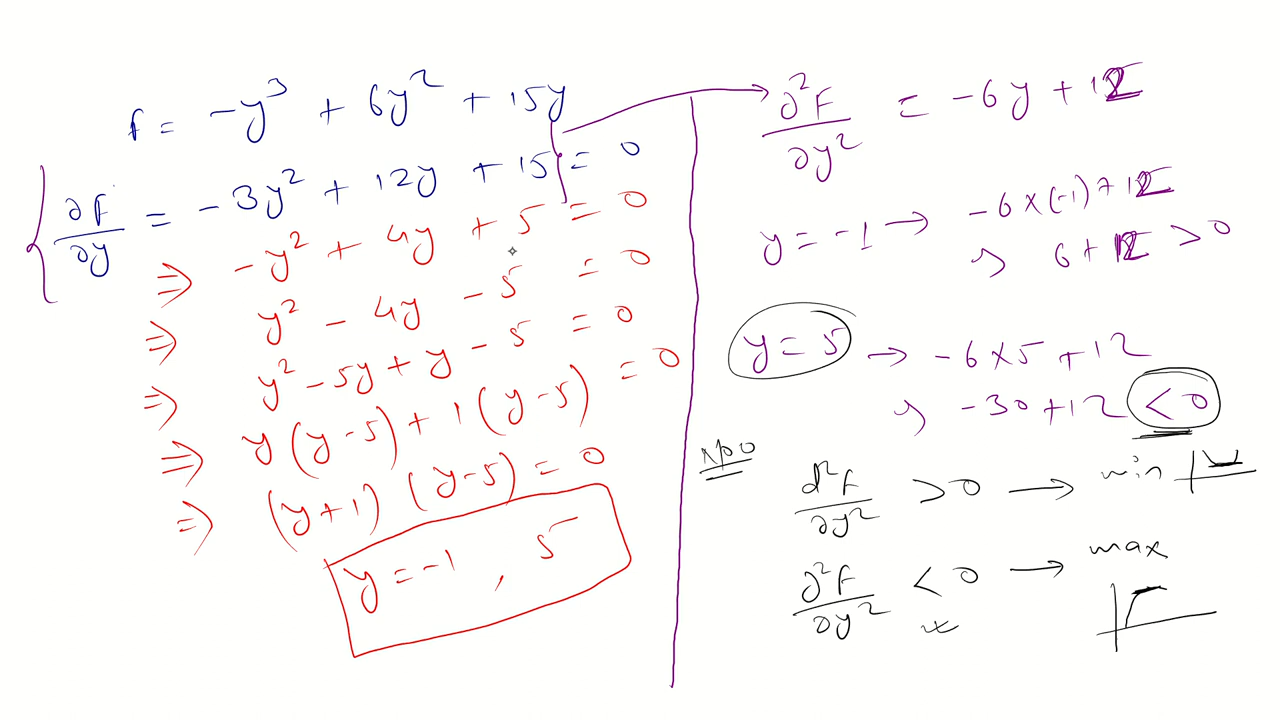 f = -y³ + 6y² + 15y
∂f/∂y = -3y² + 12y + 15 = 0
⇒ -y² + 4y + 5 = 0
⇒ y² - 4y - 5 = 0
⇒ y² - 5y + y - 5 = 0
⇒ y(y-5) + 1(y-5) = 0
⇒ (y+1) (y-5) = 0
y = -1 , 5
∂²f/∂y² = -6y + 12
y = -1 → -6×(-1) + 12
⇒ 6 + 12 > 0
y = 5 → -6×5 + 12
⇒ -30 + 12 < 0
d²f/∂y² > 0 → min
∂²f/∂y² < 0 → max